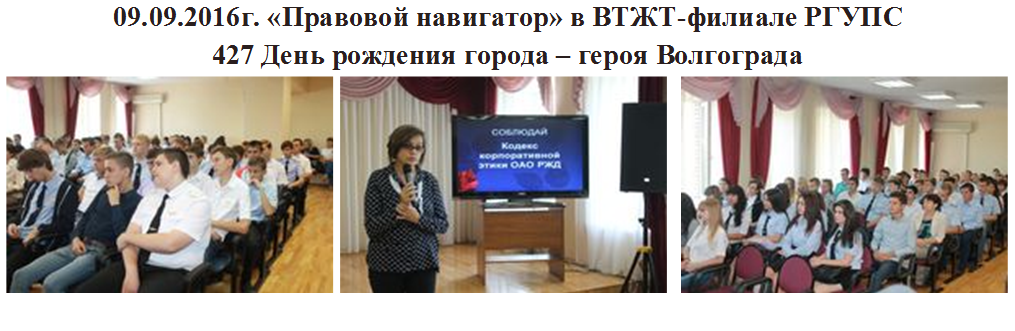 09.09.2016г. «Правовой навигатор» в ВТЖТ-филиале РГУПС
427 День рождения города – героя Волгограда
СОБЛЮДАЙ
Кодекс
корпоративной
этики ОАО РЖД